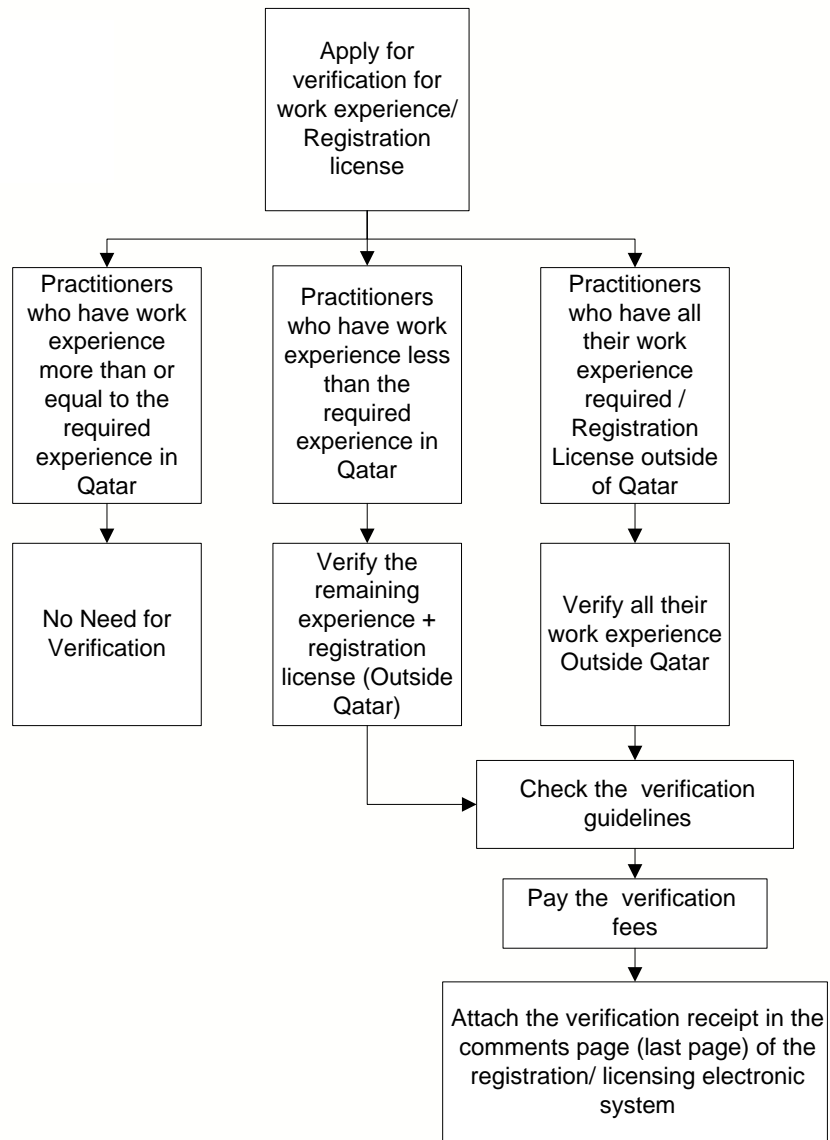 Apply for
verification for
work experience/
Registration
license
Practitioners
who have work
experience
more than or
equal to the
required
experience in
Qatar
Practitioners
who have work
experience less
than the
required
experience in
Qatar
Practitioners
who have all
their work
experience
required /
Registration
License outside
of Qatar
No Need for
Verification
Verify the
remaining
experience +
registration
license (Outside
Qatar)
Verify all their
work experience
Outside Qatar
Check the  verification
guidelines
Pay the  verification
fees
Attach the verification receipt in the
comments page (last page) of the
registration/ licensing electronic
system